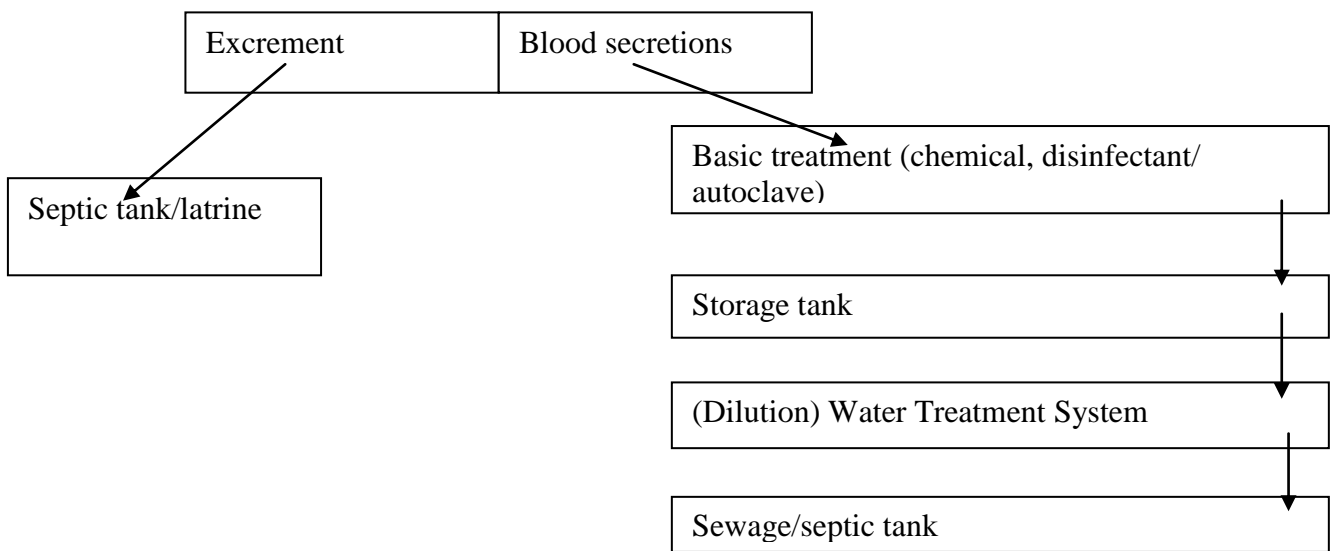 Excrement
Blood secretions
Basic treatment (chemical, disinfectant/
autoclave)
Septic tank/latrine
Storage tank
(Dilution) Water Treatment System
Sewage/septic tank